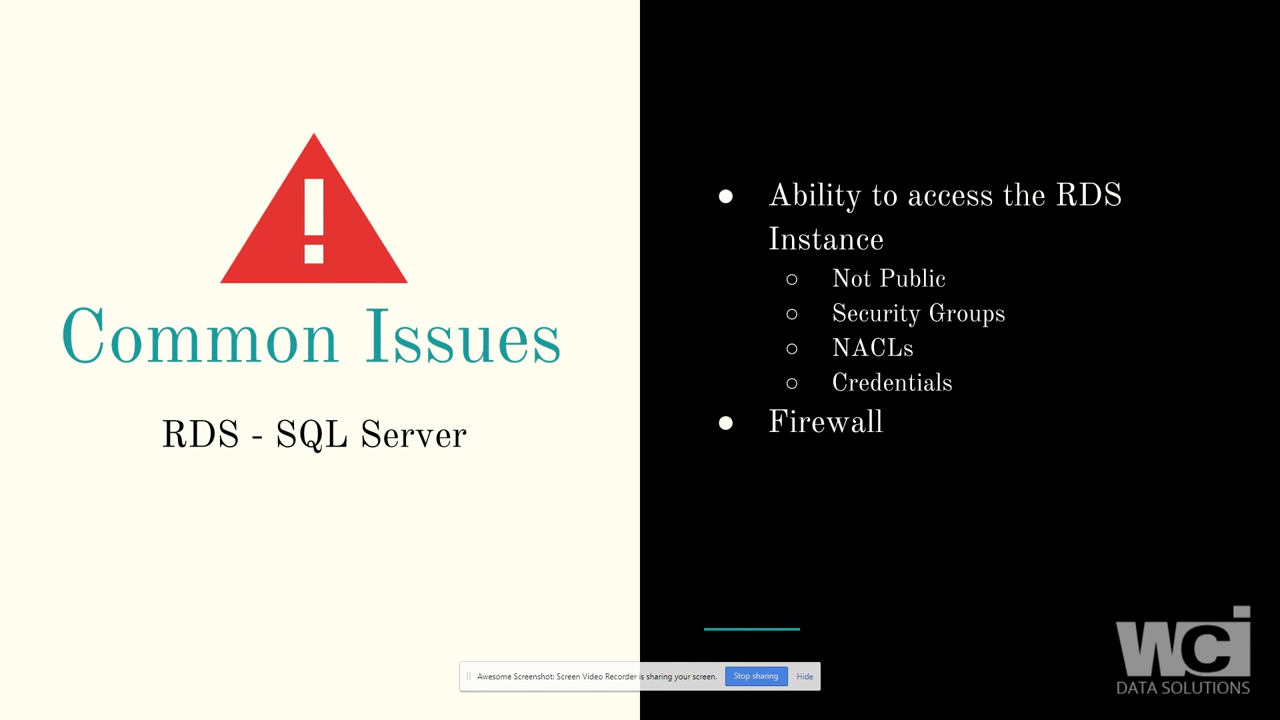 Common Issues
RDS - SQL Server
● Ability to access the RDS
Instance
○ Not Public
○ Security Groups
○ NACLs
○ Credentials
● Firewall
Awesome Screenshot: Screen Video Recorder is sharing your screen. Stop sharing Hide
WCi
DATA SOLUTIONS